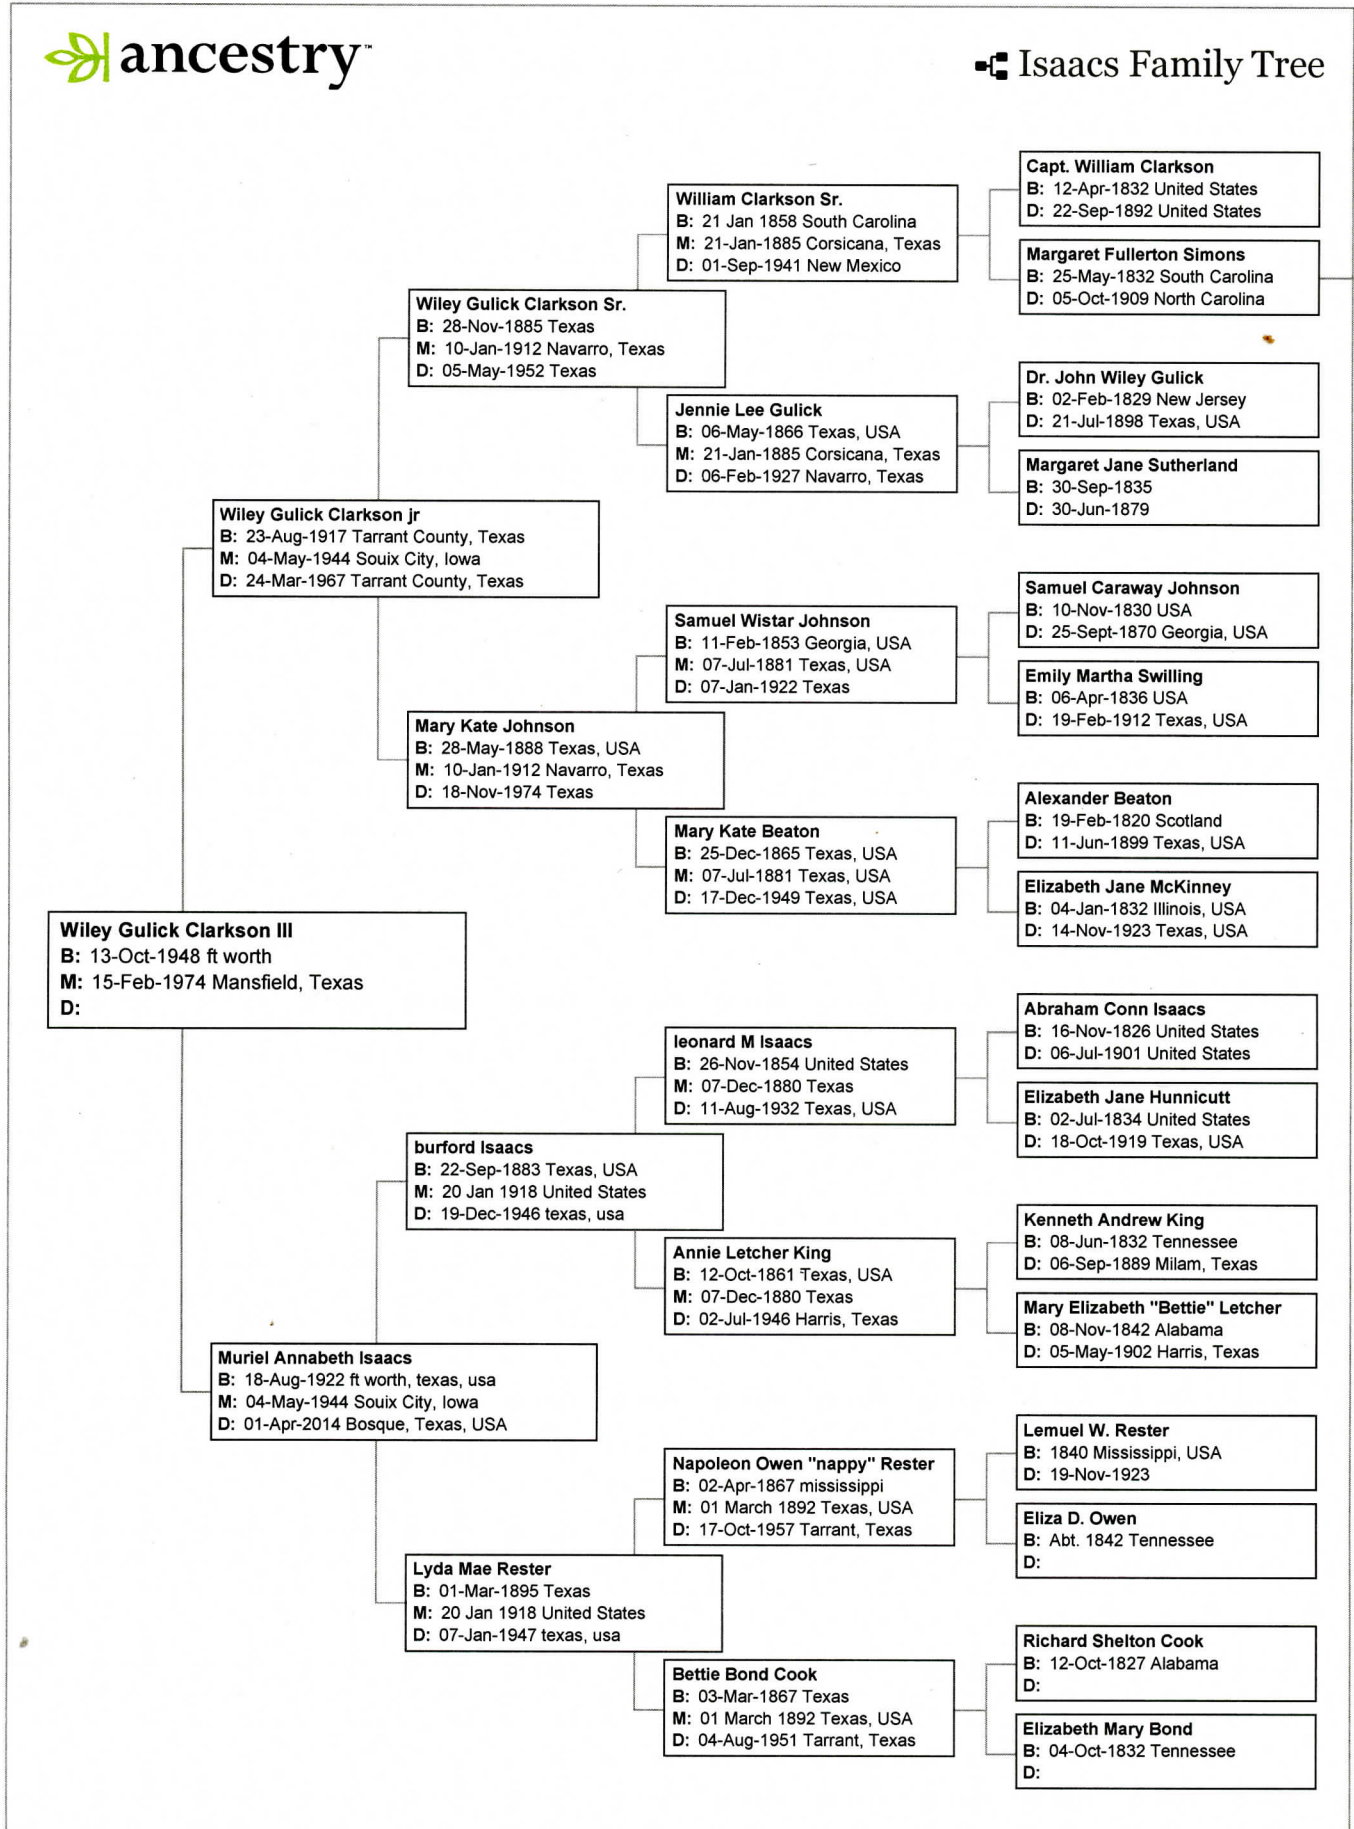 ancestry™
Isaacs Family Tree
Capt. William Clarkson
B: 12-Apr-1832 United States
D: 22-Sep-1892 United States
William Clarkson Sr.
B: 21 Jan 1858 South Carolina
M: 21-Jan-1885 Corsicana, Texas
D: 01-Sep-1941 New Mexico
Margaret Fullerton Simons
B: 25-May-1832 South Carolina
D: 05-Oct-1909 North Carolina
Wiley Gulick Clarkson Sr.
B: 28-Nov-1885 Texas
M: 10-Jan-1912 Navarro, Texas
D: 05-May-1952 Texas
Dr. John Wiley Gulick
B: 02-Feb-1829 New Jersey
D: 21-Jul-1898 Texas, USA
Jennie Lee Gulick
B: 06-May-1866 Texas, USA
M: 21-Jan-1885 Corsicana, Texas
D: 06-Feb-1927 Navarro, Texas
Margaret Jane Sutherland
B: 30-Sep-1835
D: 30-Jun-1879
Wiley Gulick Clarkson jr
B: 23-Aug-1917 Tarrant County, Texas
M: 04-May-1944 Souix City, Iowa
D: 24-Mar-1967 Tarrant County, Texas
Samuel Caraway Johnson
B: 10-Nov-1830 USA
D: 25-Sept-1870 Georgia, USA
Samuel Wistar Johnson
B: 11-Feb-1853 Georgia, USA
M: 07-Jul-1881 Texas, USA
D: 07-Jan-1922 Texas
Emily Martha Swilling
B: 06-Apr-1836 USA
D: 19-Feb-1912 Texas, USA
Mary Kate Johnson
B: 28-May-1888 Texas, USA
M: 10-Jan-1912 Navarro, Texas
D: 18-Nov-1974 Texas
Alexander Beaton
B: 19-Feb-1820 Scotland
D: 11-Jun-1899 Texas, USA
Mary Kate Beaton
B: 25-Dec-1865 Texas, USA
M: 07-Jul-1881 Texas, USA
D: 17-Dec-1949 Texas, USA
Elizabeth Jane McKinney
B: 04-Jan-1832 Illinois, USA
D: 14-Nov-1923 Texas, USA
Wiley Gulick Clarkson III
B: 13-Oct-1948 ft worth
M: 15-Feb-1974 Mansfield, Texas
D:
Abraham Conn Isaacs
B: 16-Nov-1826 United States
D: 06-Jul-1901 United States
leonard M Isaacs
B: 26-Nov-1854 United States
M: 07-Dec-1880 Texas
D: 11-Aug-1932 Texas, USA
Elizabeth Jane Hunnicutt
B: 02-Jul-1834 United States
D: 18-Oct-1919 Texas, USA
burford Isaacs
B: 22-Sep-1883 Texas, USA
M: 20 Jan 1918 United States
D: 19-Dec-1946 texas, usa
Kenneth Andrew King
B: 08-Jun-1832 Tennessee
D: 06-Sep-1889 Milam, Texas
Annie Letcher King
B: 12-Oct-1861 Texas, USA
M: 07-Dec-1880 Texas
D: 02-Jul-1946 Harris, Texas
Mary Elizabeth "Bettie" Letcher
B: 08-Nov-1842 Alabama
D: 05-May-1902 Harris, Texas
Muriel Annabeth Isaacs
B: 18-Aug-1922 ft worth, texas, usa
M: 04-May-1944 Souix City, Iowa
D: 01-Apr-2014 Bosque, Texas, USA
Lemuel W. Rester
B: 1840 Mississippi, USA
D: 19-Nov-1923
Napoleon Owen "nappy" Rester
B: 02-Apr-1867 mississippi
M: 01 March 1892 Texas, USA
D: 17-Oct-1957 Tarrant, Texas
Eliza D. Owen
B: Abt. 1842 Tennessee
D:
Lyda Mae Rester
B: 01-Mar-1895 Texas
M: 20 Jan 1918 United States
D: 07-Jan-1947 texas, usa
Richard Shelton Cook
B: 12-Oct-1827 Alabama
D:
Bettie Bond Cook
B: 03-Mar-1867 Texas
M: 01 March 1892 Texas, USA
D: 04-Aug-1951 Tarrant, Texas
Elizabeth Mary Bond
B: 04-Oct-1832 Tennessee
D: